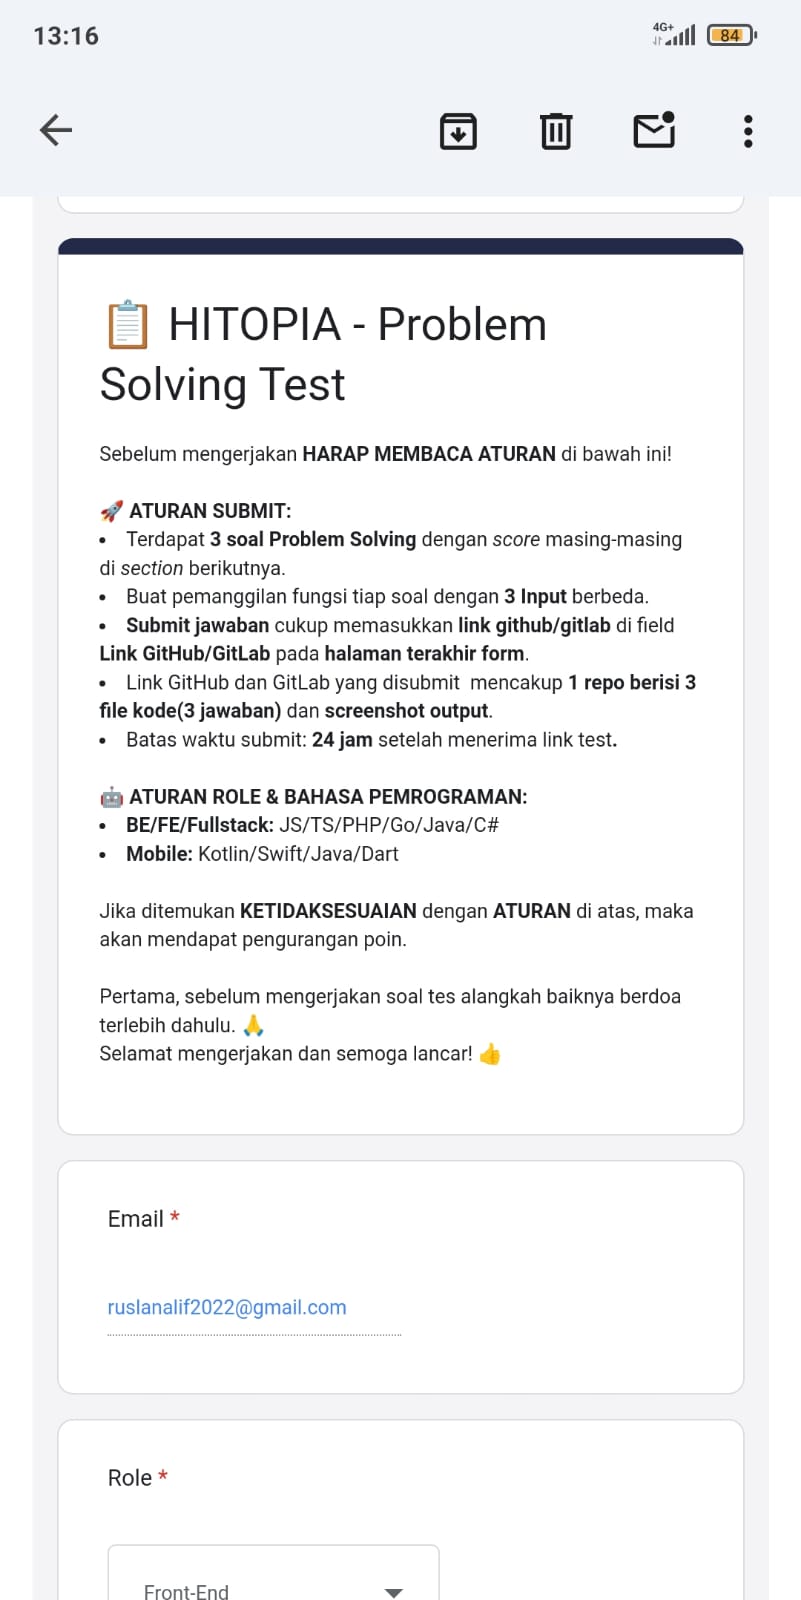 13:16
4G+
84
HITOPIA - Problem
Solving Test
Sebelum mengerjakan HARAP MEMBACA ATURAN di bawah ini!
🚀 ATURAN SUBMIT:
• Terdapat 3 soal Problem Solving dengan score masing-masing
di section berikutnya.
• Buat pemanggilan fungsi tiap soal dengan 3 Input berbeda.
• Submit jawaban cukup memasukkan link github/gitlab di field
Link GitHub/GitLab pada halaman terakhir form.
• Link GitHub dan GitLab yang disubmit mencakup 1 repo berisi 3
file kode(3 jawaban) dan screenshot output.
• Batas waktu submit: 24 jam setelah menerima link test.
🤖 ATURAN ROLE & BAHASA PEMROGRAMAN:
• BE/FE/Fullstack: JS/TS/PHP/Go/Java/C#
• Mobile: Kotlin/Swift/Java/Dart
Jika ditemukan KETIDAKSESUAIAN dengan ATURAN di atas, maka
akan mendapat pengurangan poin.
Pertama, sebelum mengerjakan soal tes alangkah baiknya berdoa
terlebih dahulu. 🙏
Selamat mengerjakan dan semoga lancar! 👍
Email *
ruslanalif2022@gmail.com
Role *
Front-End